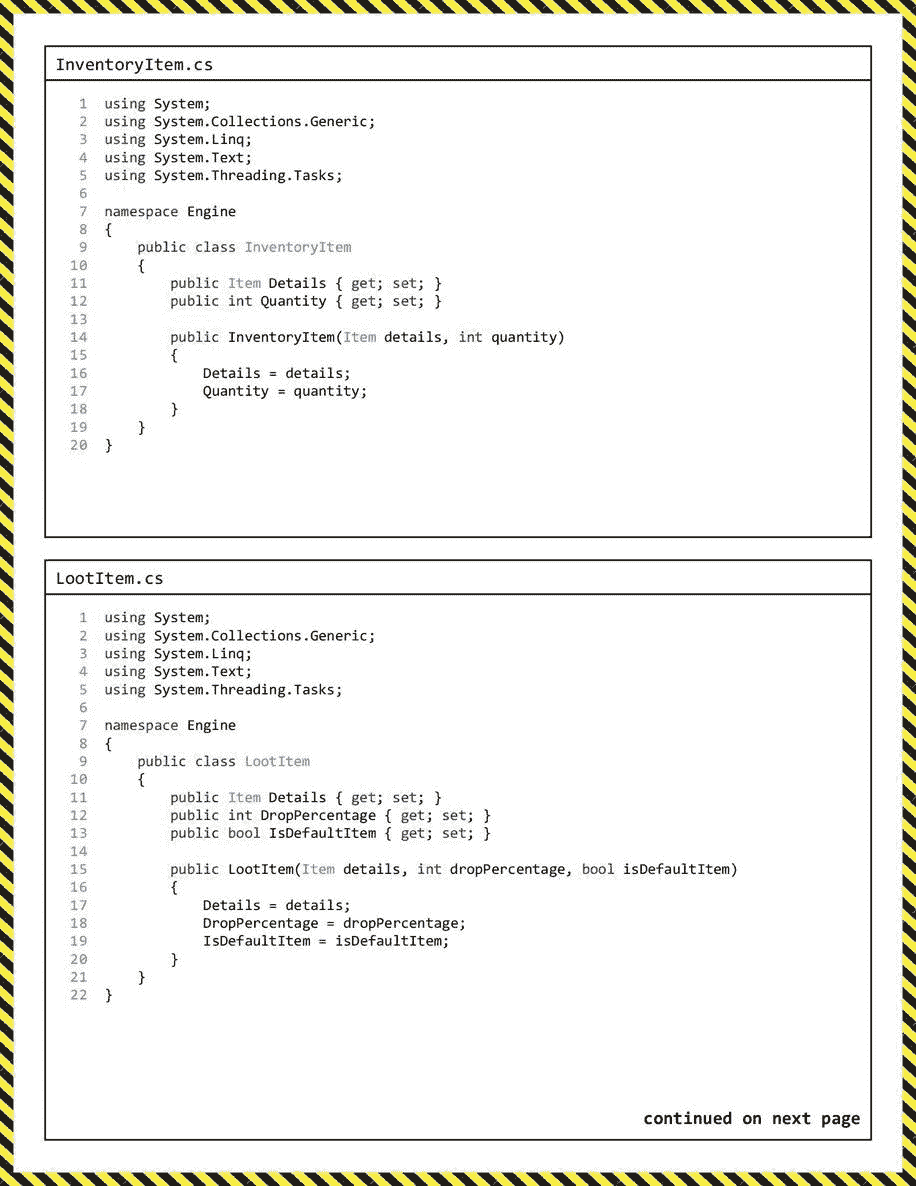 InventoryItem.cs
1 using System;
2 using System.Collections.Generic;
3 using System.Linq;
4 using System.Text;
5 using System.Threading.Tasks;
6
7 namespace Engine
8 {
9     public class InventoryItem
10     {
11         public Item Details { get; set; }
12         public int Quantity { get; set; }
13
14         public InventoryItem(Item details, int quantity)
15         {
16             Details = details;
17             Quantity = quantity;
18         }
19     }
20 }
LootItem.cs
1 using System;
2 using System.Collections.Generic;
3 using System.Linq;
4 using System.Text;
5 using System.Threading.Tasks;
6
7 namespace Engine
8 {
9     public class LootItem
10     {
11         public Item Details { get; set; }
12         public int DropPercentage { get; set; }
13         public bool IsDefaultItem { get; set; }
14
15         public LootItem(Item details, int dropPercentage, bool isDefaultItem)
16         {
17             Details = details;
18             DropPercentage = dropPercentage;
19             IsDefaultItem = isDefaultItem;
20         }
21     }
22 }
continued on next page